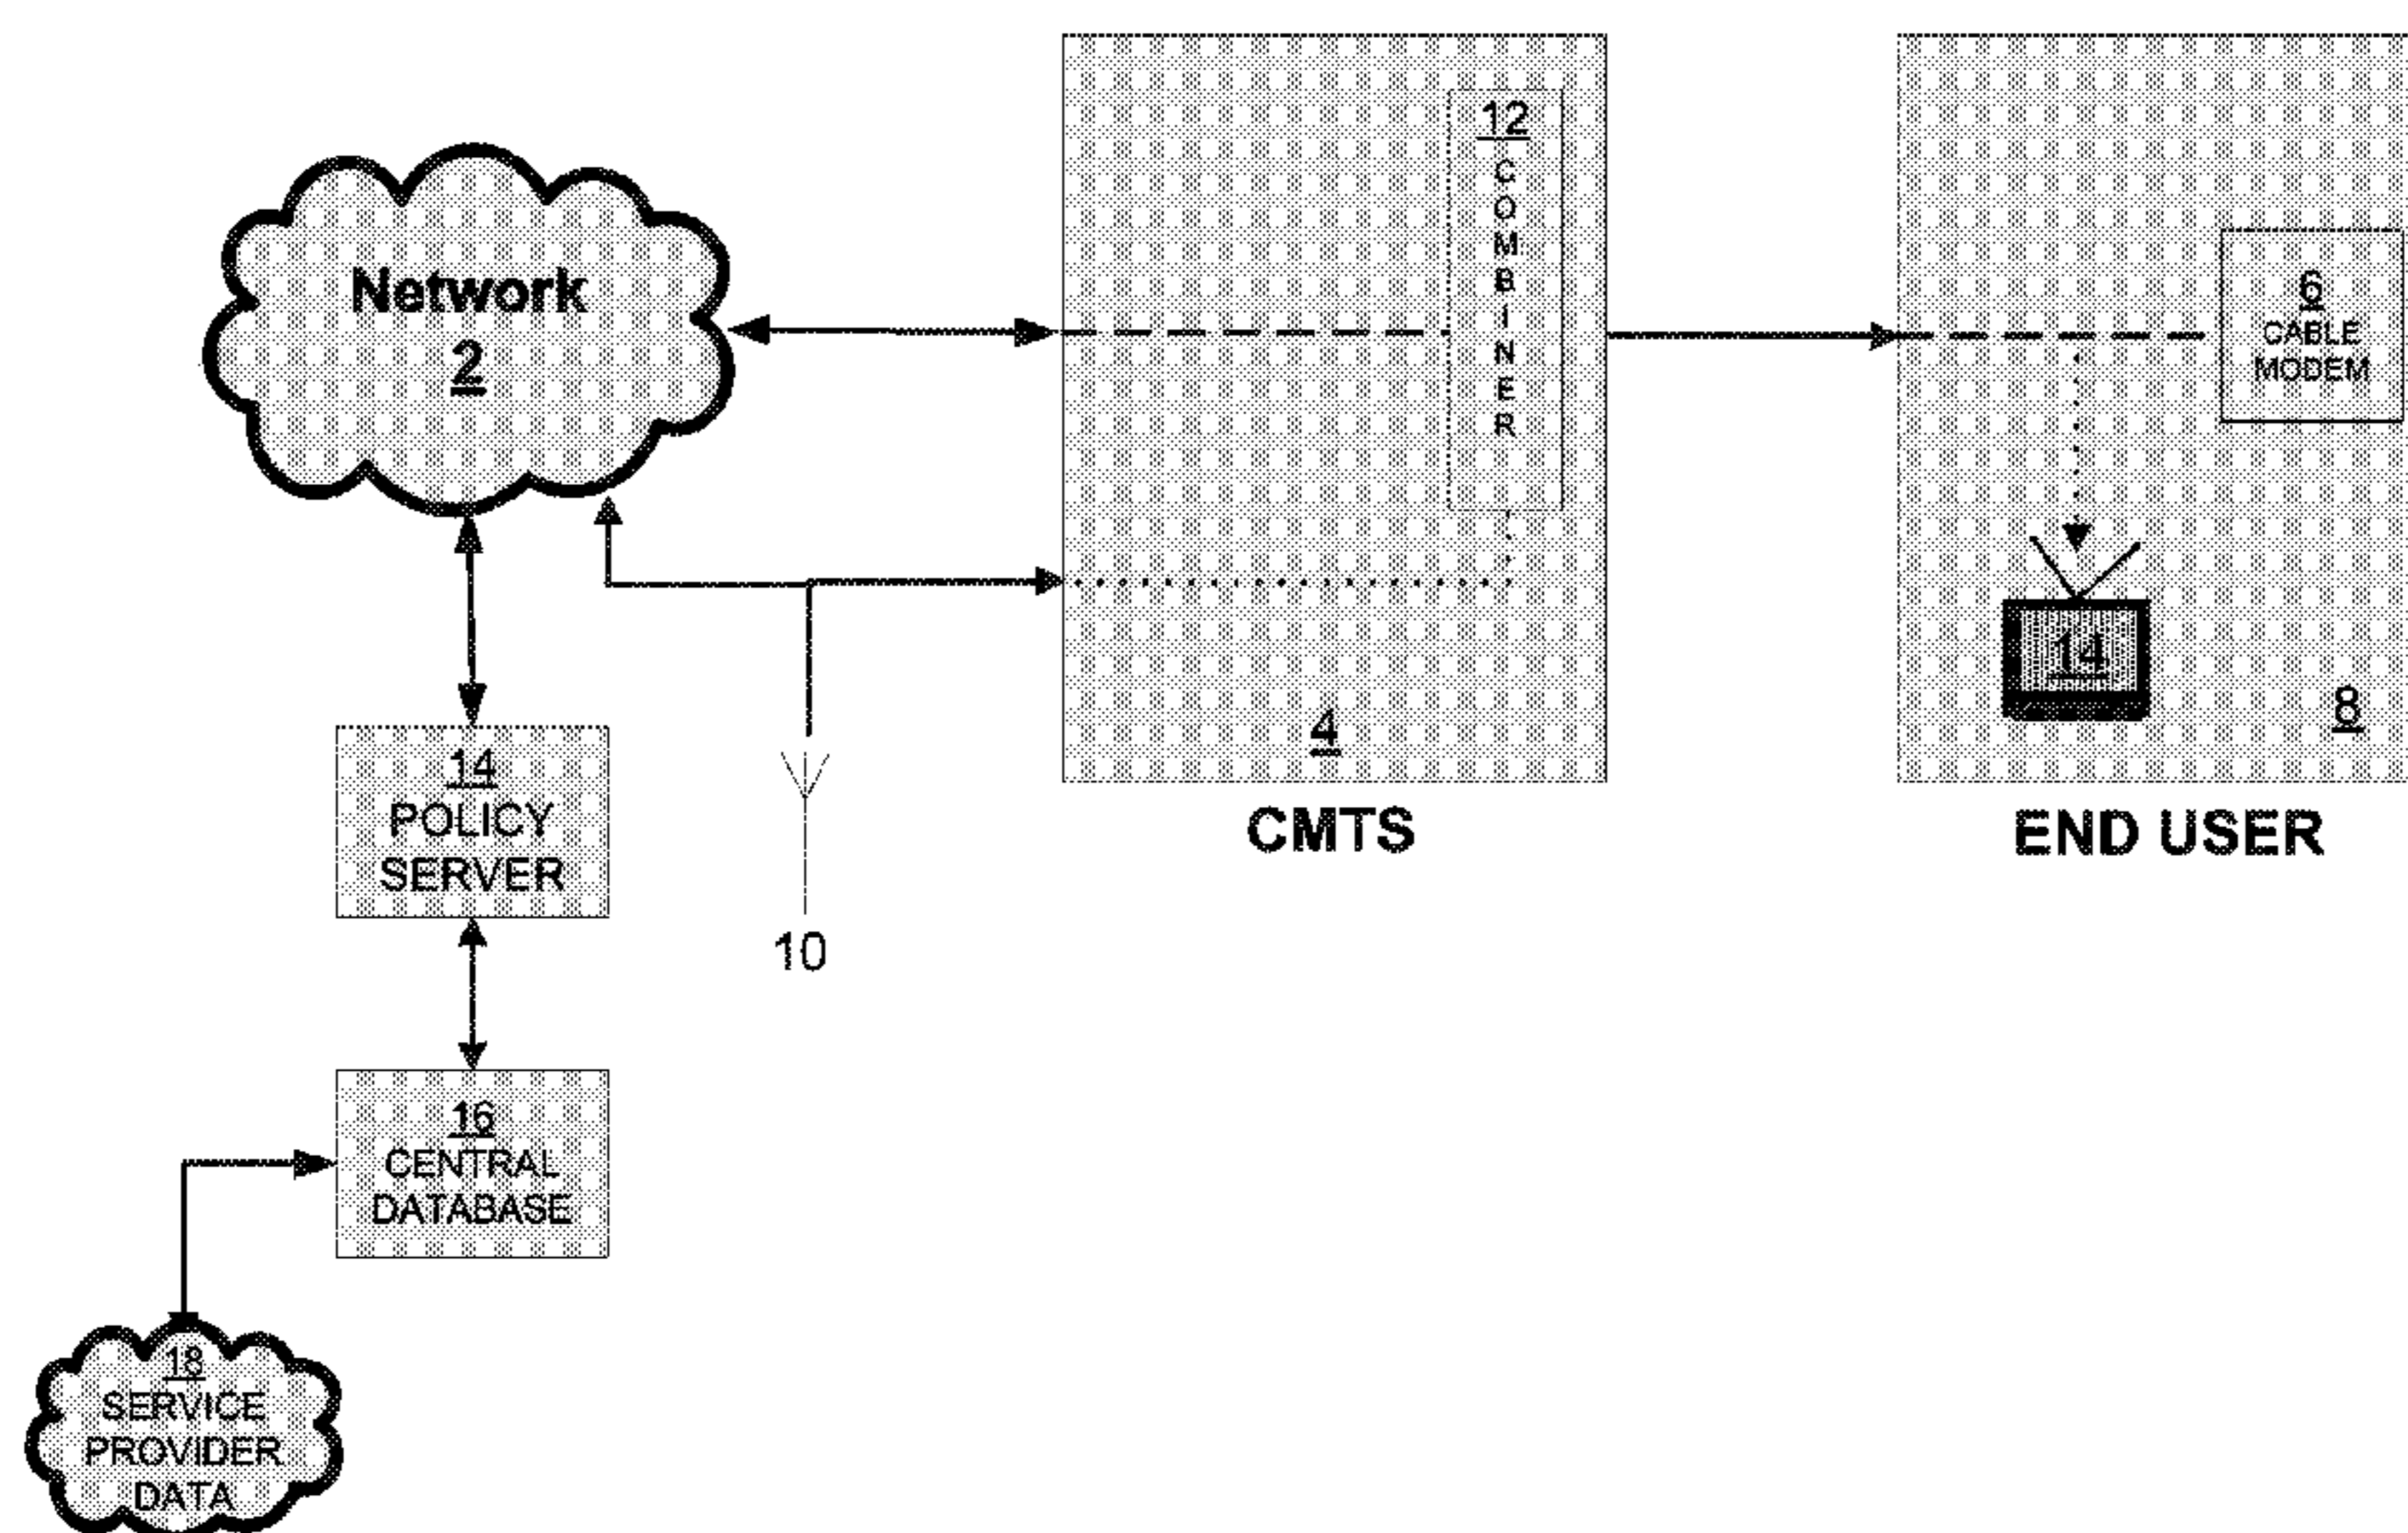 Network
2
12
C
O
M
B
I
N
E
R
4
CMTS
6
CABLE
MODEM
14
8
END USER
14
POLICY
SERVER
10
16
CENTRAL
DATABASE
18
SERVICE
PROVIDER
DATA